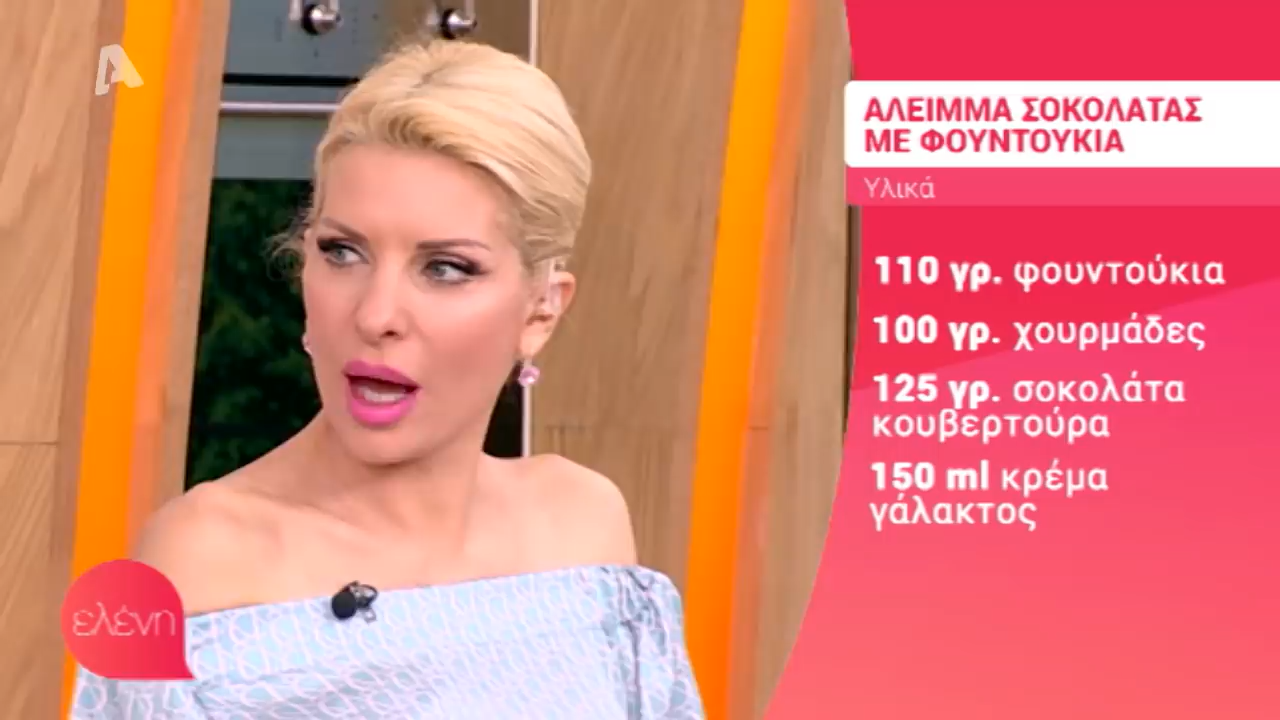 ΑΛΕΙΜΜΑ ΣΟΚΟΛΑΤΑΣ
ΜΕ ΦΟΥΝΤΟΥΚΙΑ
Υλικά
110 γρ. φουντούκια
100 γρ. χουρμάδες
125 γρ. σοκολάτα
κουβερτούρα
150 ml κρέμα
γάλακτος
ελένη